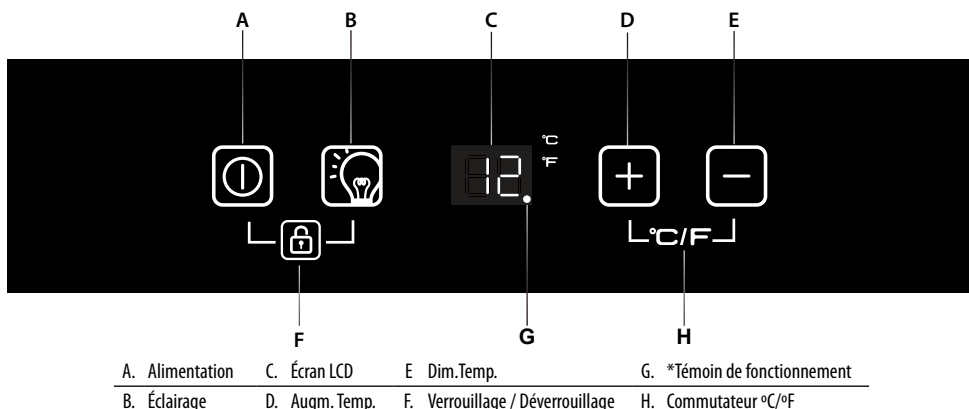 A B C D E
°C
°F
12.
°C/F
F G H
A. Alimentation C. Écran LCD E Dim.Temp. G. *Témoin de fonctionnement
B. Éclairage D. Augm. Temp. F. Verrouillage / Déverrouillage H. Commutateur ºC/ºF